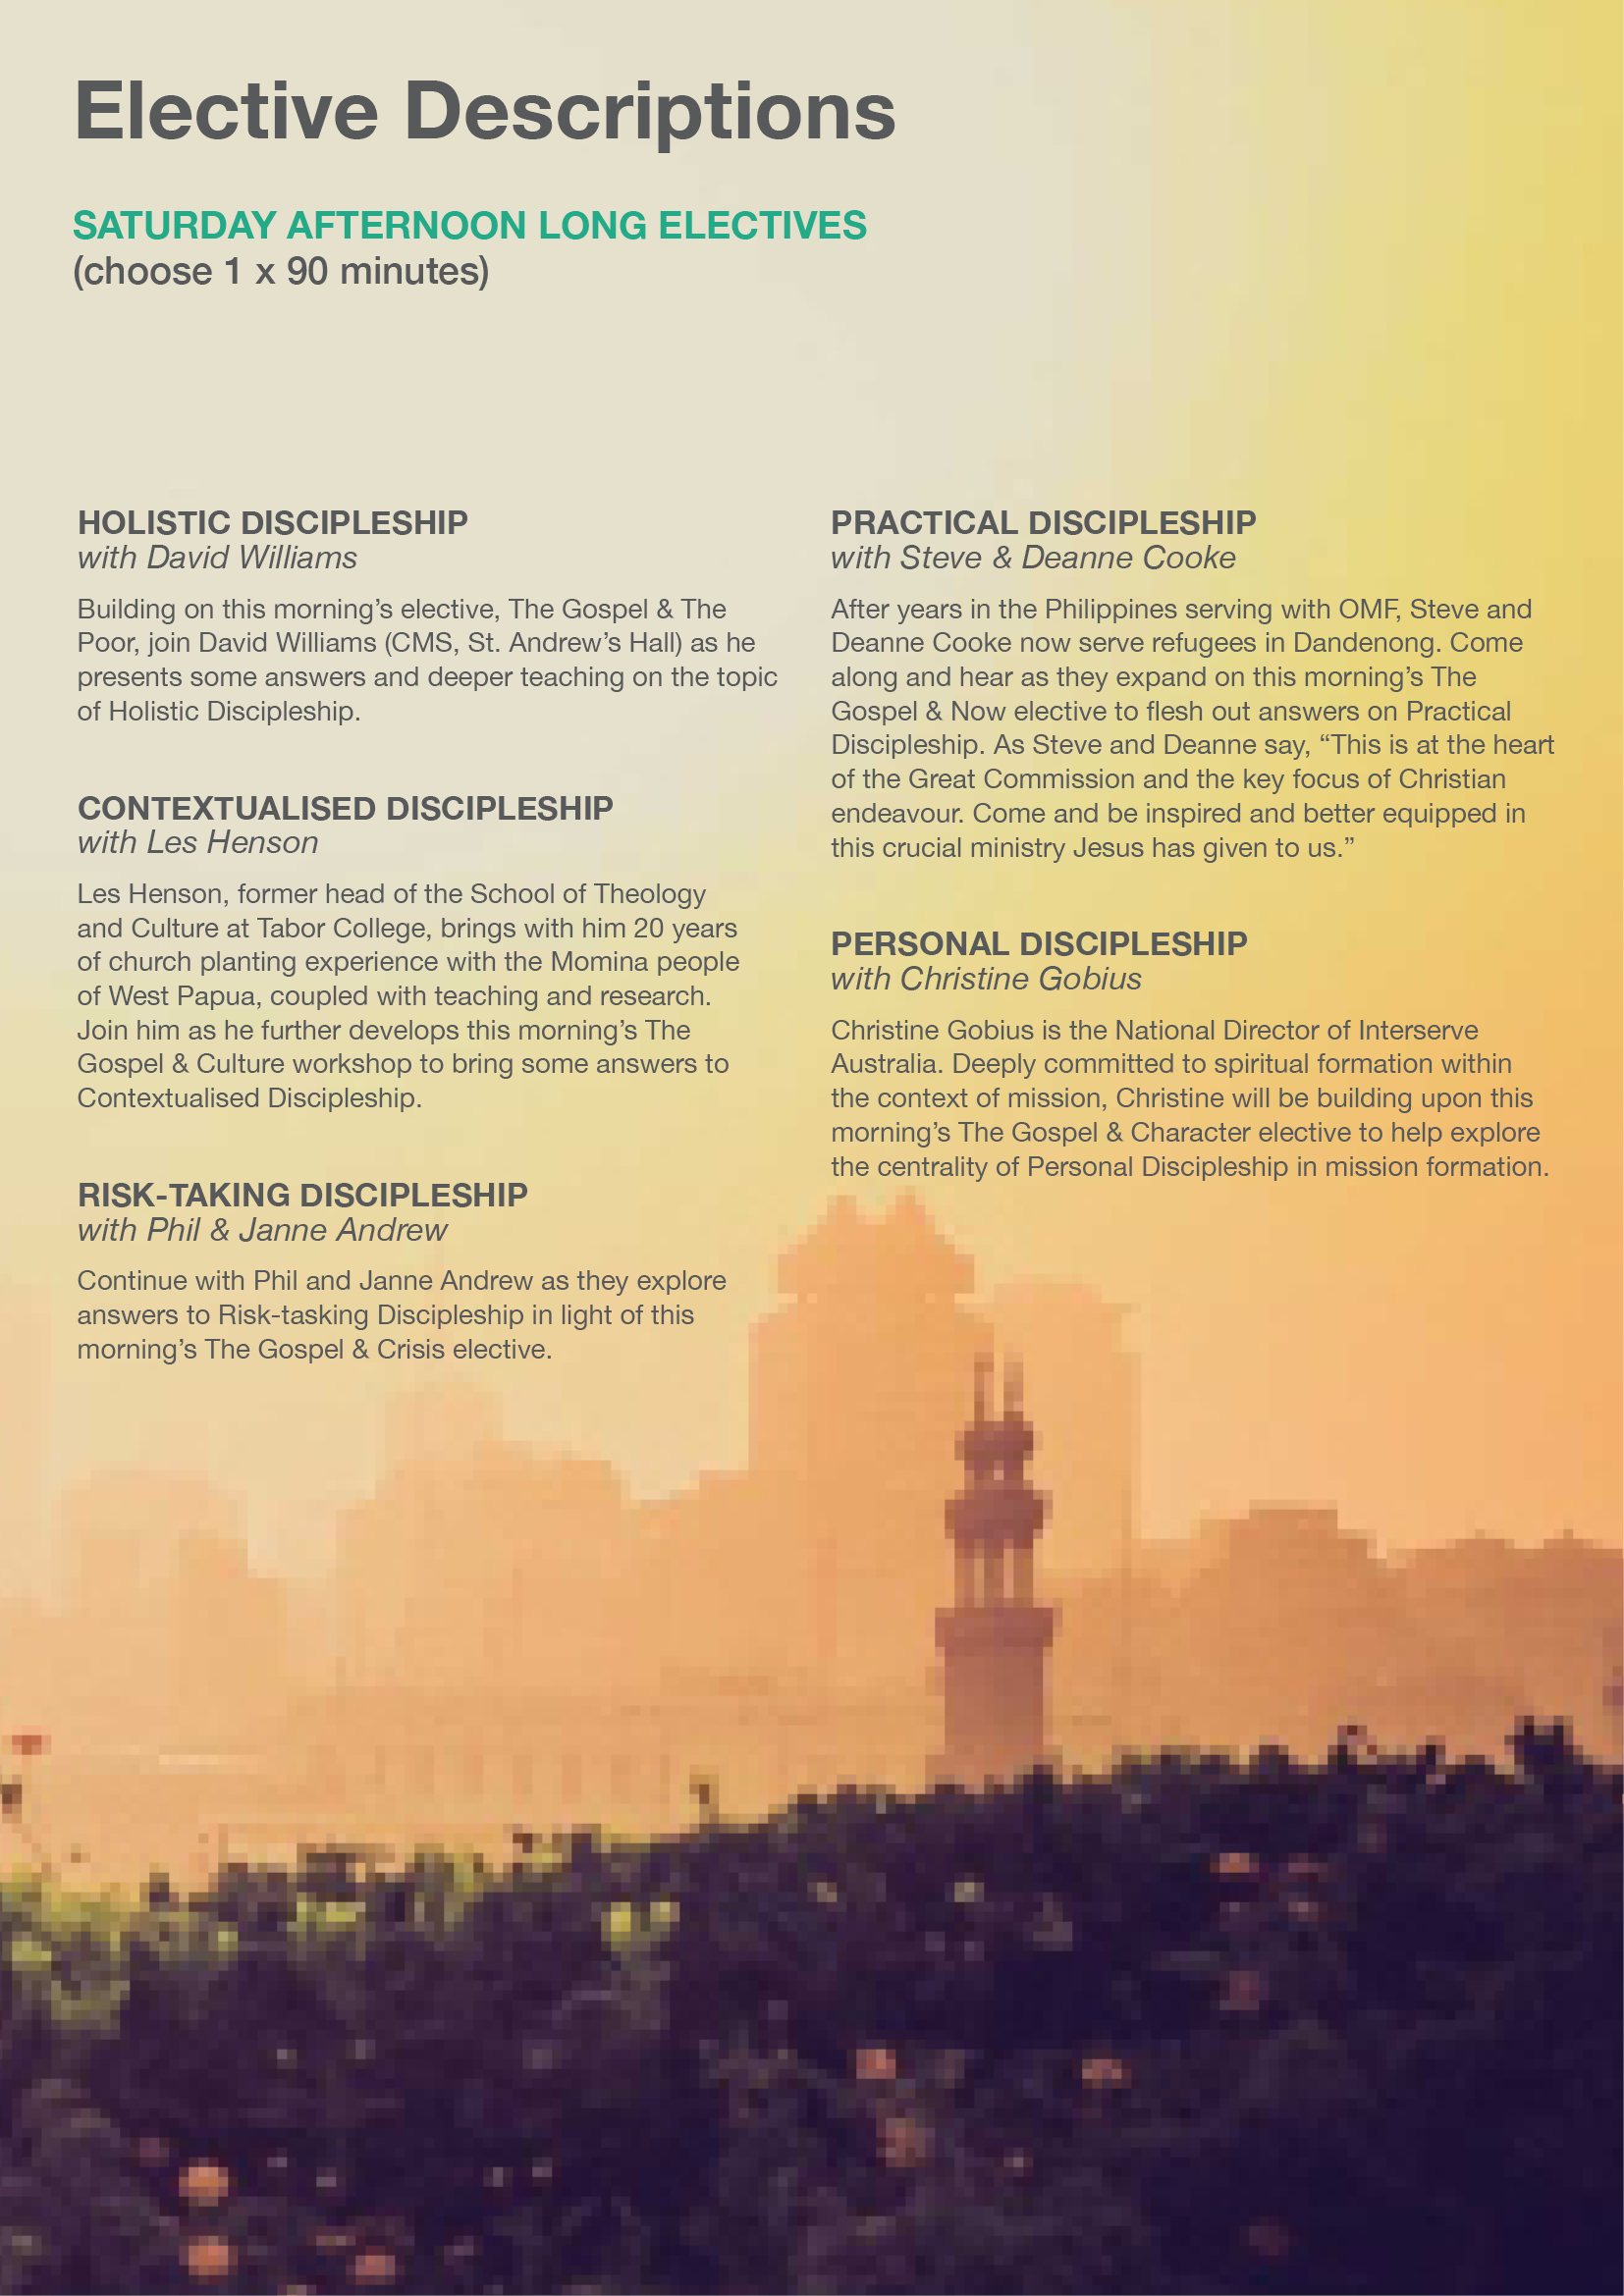 Elective Descriptions
SATURDAY AFTERNOON LONG ELECTIVES
(choose 1 x 90 minutes)
HOLISTIC DISCIPLESHIP
with David Williams
Building on this morning’s elective, The Gospel & The
Poor, join David Williams (CMS, St. Andrew’s Hall) as he
presents some answers and deeper teaching on the topic
of Holistic Discipleship.
CONTEXTUALISED DISCIPLESHIP
with Les Henson
Les Henson, former head of the School of Theology
and Culture at Tabor College, brings with him 20 years
of church planting experience with the Momina people
of West Papua, coupled with teaching and research.
Join him as he further develops this morning’s The
Gospel & Culture workshop to bring some answers to
Contextualised Discipleship.
RISK-TAKING DISCIPLESHIP
with Phil & Janne Andrew
Continue with Phil and Janne Andrew as they explore
answers to Risk-tasking Discipleship in light of this
morning’s The Gospel & Crisis elective.
PRACTICAL DISCIPLESHIP
with Steve & Deanne Cooke
After years in the Philippines serving with OMF, Steve and
Deanne Cooke now serve refugees in Dandenong. Come
along and hear as they expand on this morning’s The
Gospel & Now elective to flesh out answers on Practical
Discipleship. As Steve and Deanne say, “This is at the heart
of the Great Commission and the key focus of Christian
endeavour. Come and be inspired and better equipped in
this crucial ministry Jesus has given to us.”
PERSONAL DISCIPLESHIP
with Christine Gobius
Christine Gobius is the National Director of Interserve
Australia. Deeply committed to spiritual formation within
the context of mission, Christine will be building upon this
morning’s The Gospel & Character elective to help explore
the centrality of Personal Discipleship in mission formation.